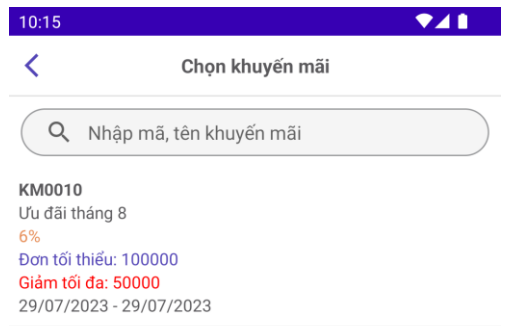 10:15
Chọn khuyến mãi
Nhập mã, tên khuyến mãi
KM0010
Ưu đãi tháng 8
6%
Đơn tối thiểu: 100000
Giảm tối đa: 50000
29/07/2023 - 29/07/2023